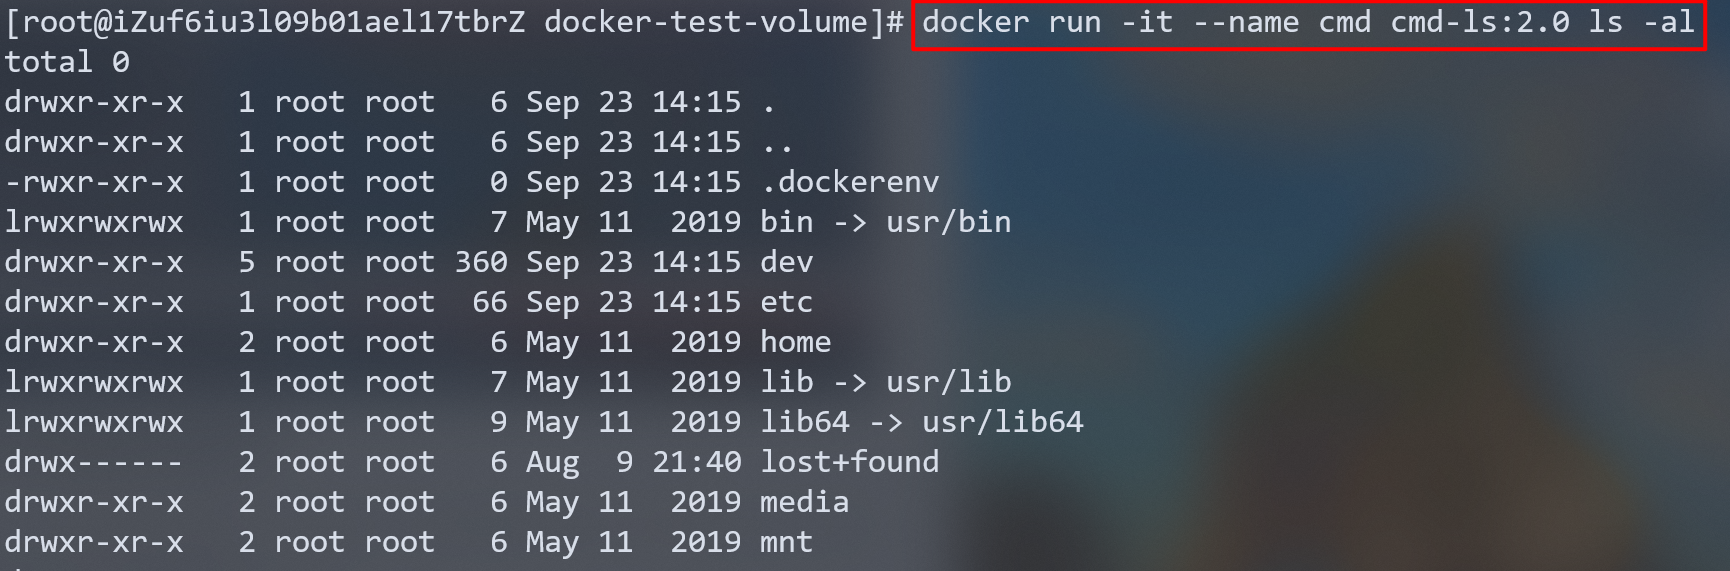 [root@iZuf6iu3l09b01ael17tbrZ docker-test-volume]# docker run -it --name cmd cmd-ls:2.0 ls -al
total 0
drwxr-xr-x   1 root root   6 Sep 23 14:15 .
drwxr-xr-x   1 root root   6 Sep 23 14:15 ..
-rwxr-xr-x   1 root root   0 Sep 23 14:15 .dockerenv
lrwxrwxrwx   1 root root   7 May 11  2019 bin -> usr/bin
drwxr-xr-x   5 root root 360 Sep 23 14:15 dev
drwxr-xr-x   1 root root  66 Sep 23 14:15 etc
drwxr-xr-x   2 root root   6 May 11  2019 home
lrwxrwxrwx   1 root root   7 May 11  2019 lib -> usr/lib
lrwxrwxrwx   1 root root   9 May 11  2019 lib64 -> usr/lib64
drwx------   2 root root   6 Aug  9 21:40 lost+found
drwxr-xr-x   2 root root   6 May 11  2019 media
drwxr-xr-x   2 root root   6 May 11  2019 mnt